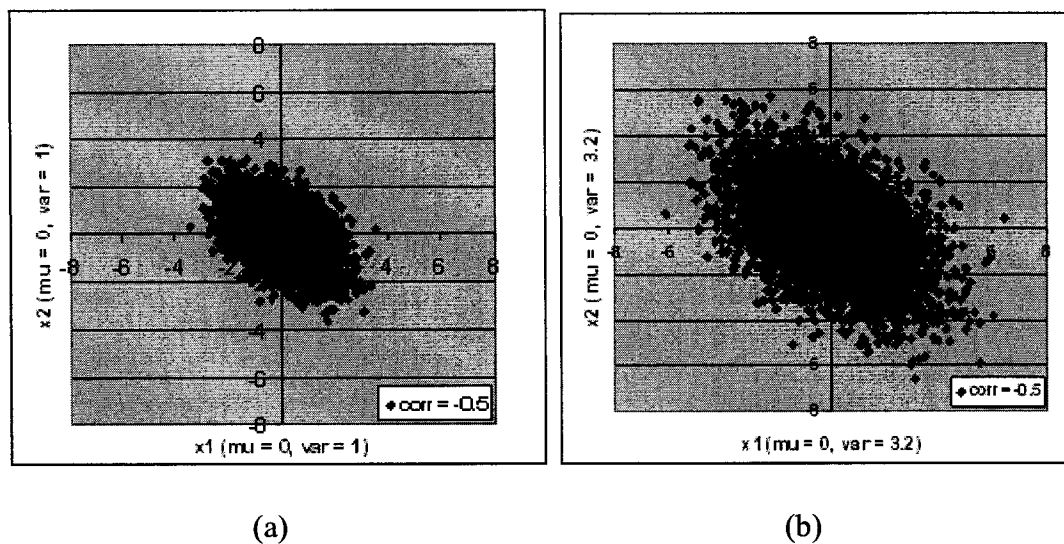 8
6
4
-8 -6 -4 -2 4 6 8
-4
-6
-8
x2 (mu = 0, var = 1)
x1 (mu = 0, var = 1)
corr = -0.5
8
-8 8
x2 (mu = 0, var = 3.2)
x1(mu = 0, var = 3.2)
corr = -0.5
(a)
(b)